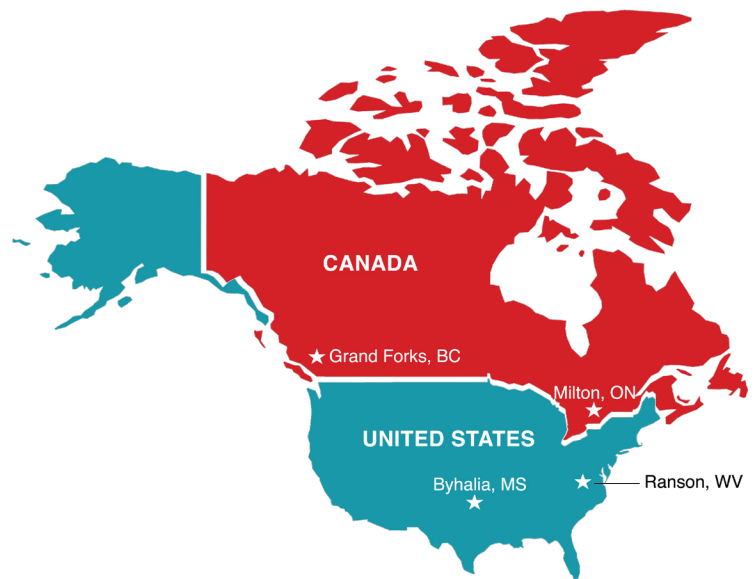 CANADA
Grand Forks, BC
Milton, ON
UNITED STATES
Byhalia, MS
Ranson, WV